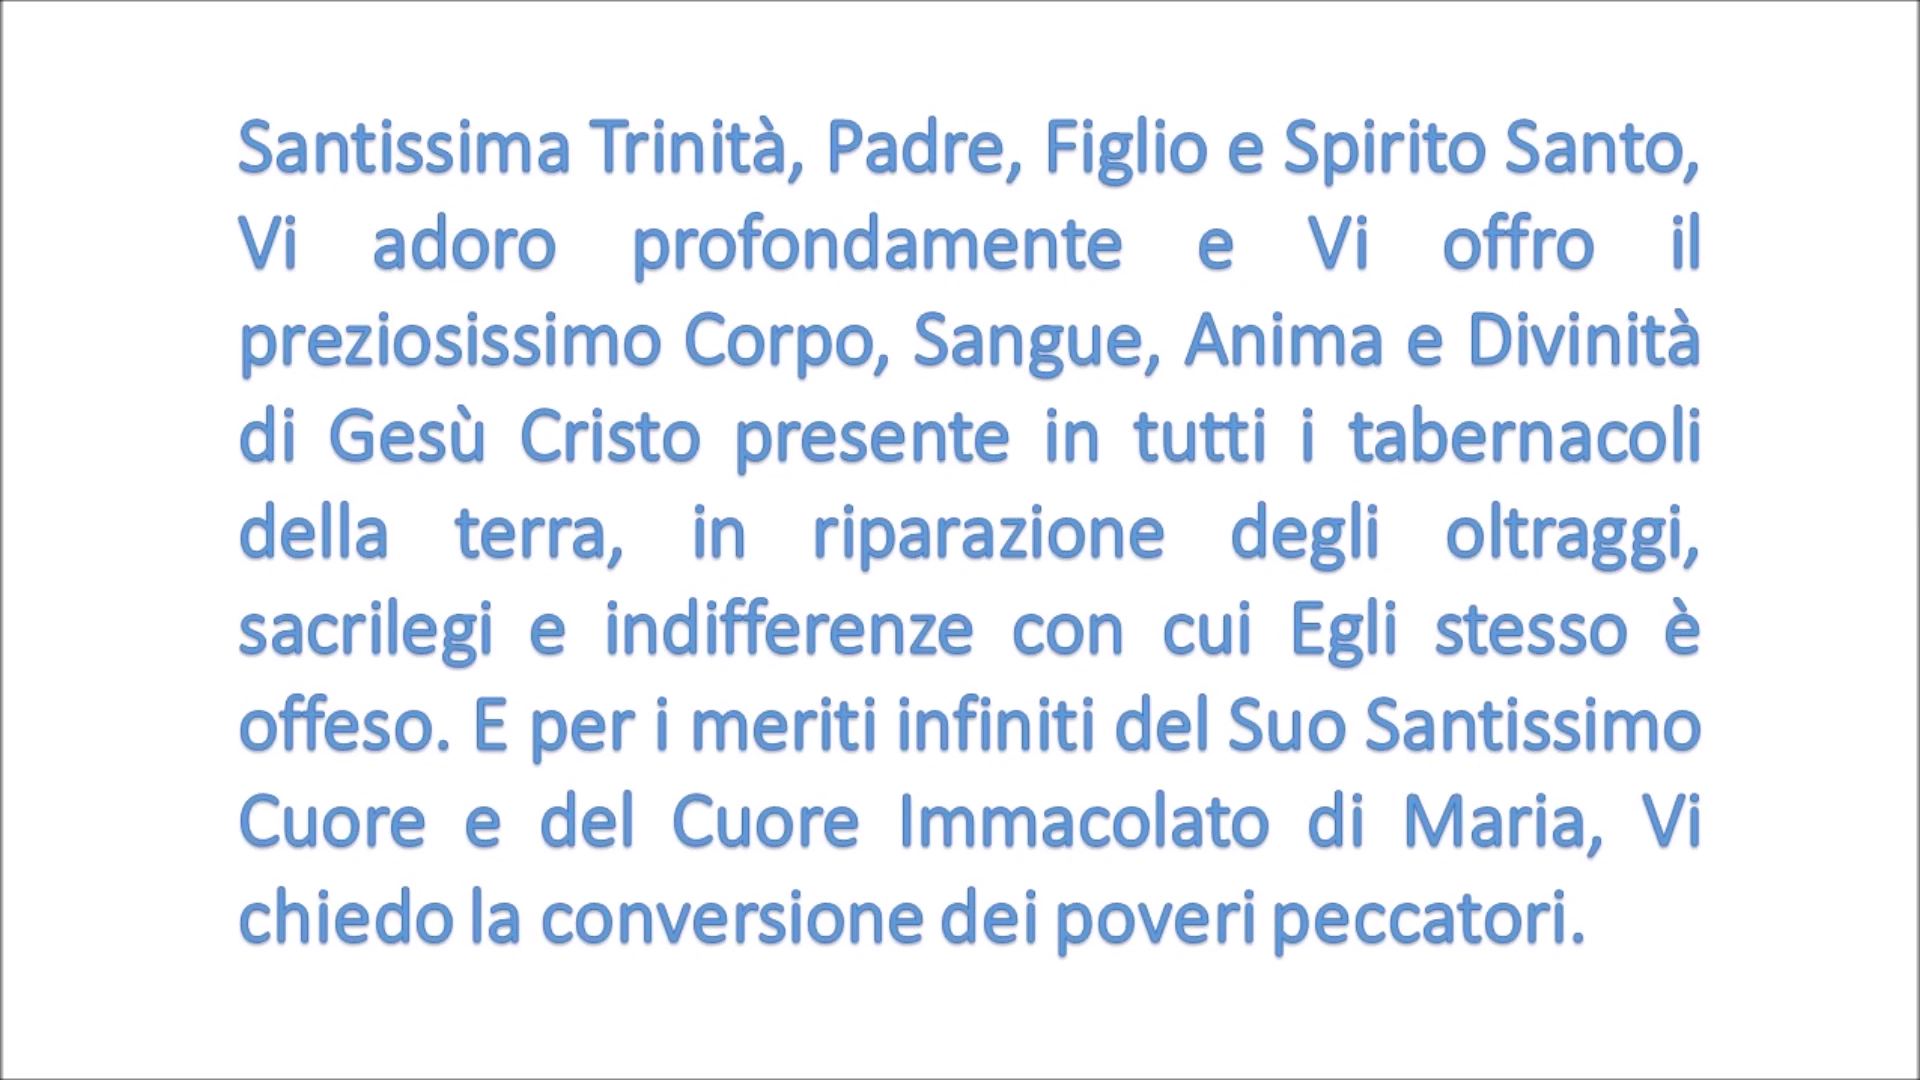 Santissima Trinità, Padre, Figlio e Spirito Santo,
Vi adoro profondamente e Vi offro il
preziosissimo Corpo, Sangue, Anima e Divinità
di Gesù Cristo presente in tutti i tabernacoli
della terra, in riparazione degli oltraggi,
sacrilegi e indifferenze con cui Egli stesso è
offeso. E per i meriti infiniti del Suo Santissimo
Cuore e del Cuore Immacolato di Maria, Vi
chiedo la conversione dei poveri peccatori.